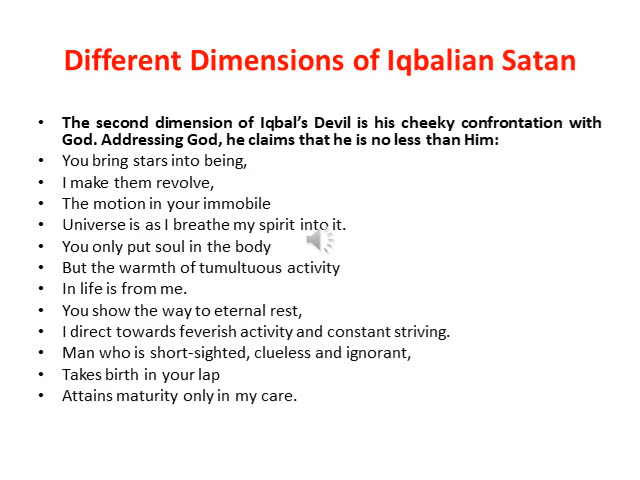 Different Dimensions of Iqbalian Satan
• The second dimension of Iqbal's Devil is his cheeky confrontation with
God. Addressing God, he claims that he is no less than Him:
• You bring stars into being,
• I make them revolve,
• The motion in your immobile
• Universe is as I breathe my spirit into it.
• You only put soul in the body
• But the warmth of tumultuous activity
• In life is from me.
• You show the way to eternal rest,
• I direct towards feverish activity and constant striving.
• Man who is short-sighted, clueless and ignorant,
• Takes birth in your lap
• Attains maturity only in my care.